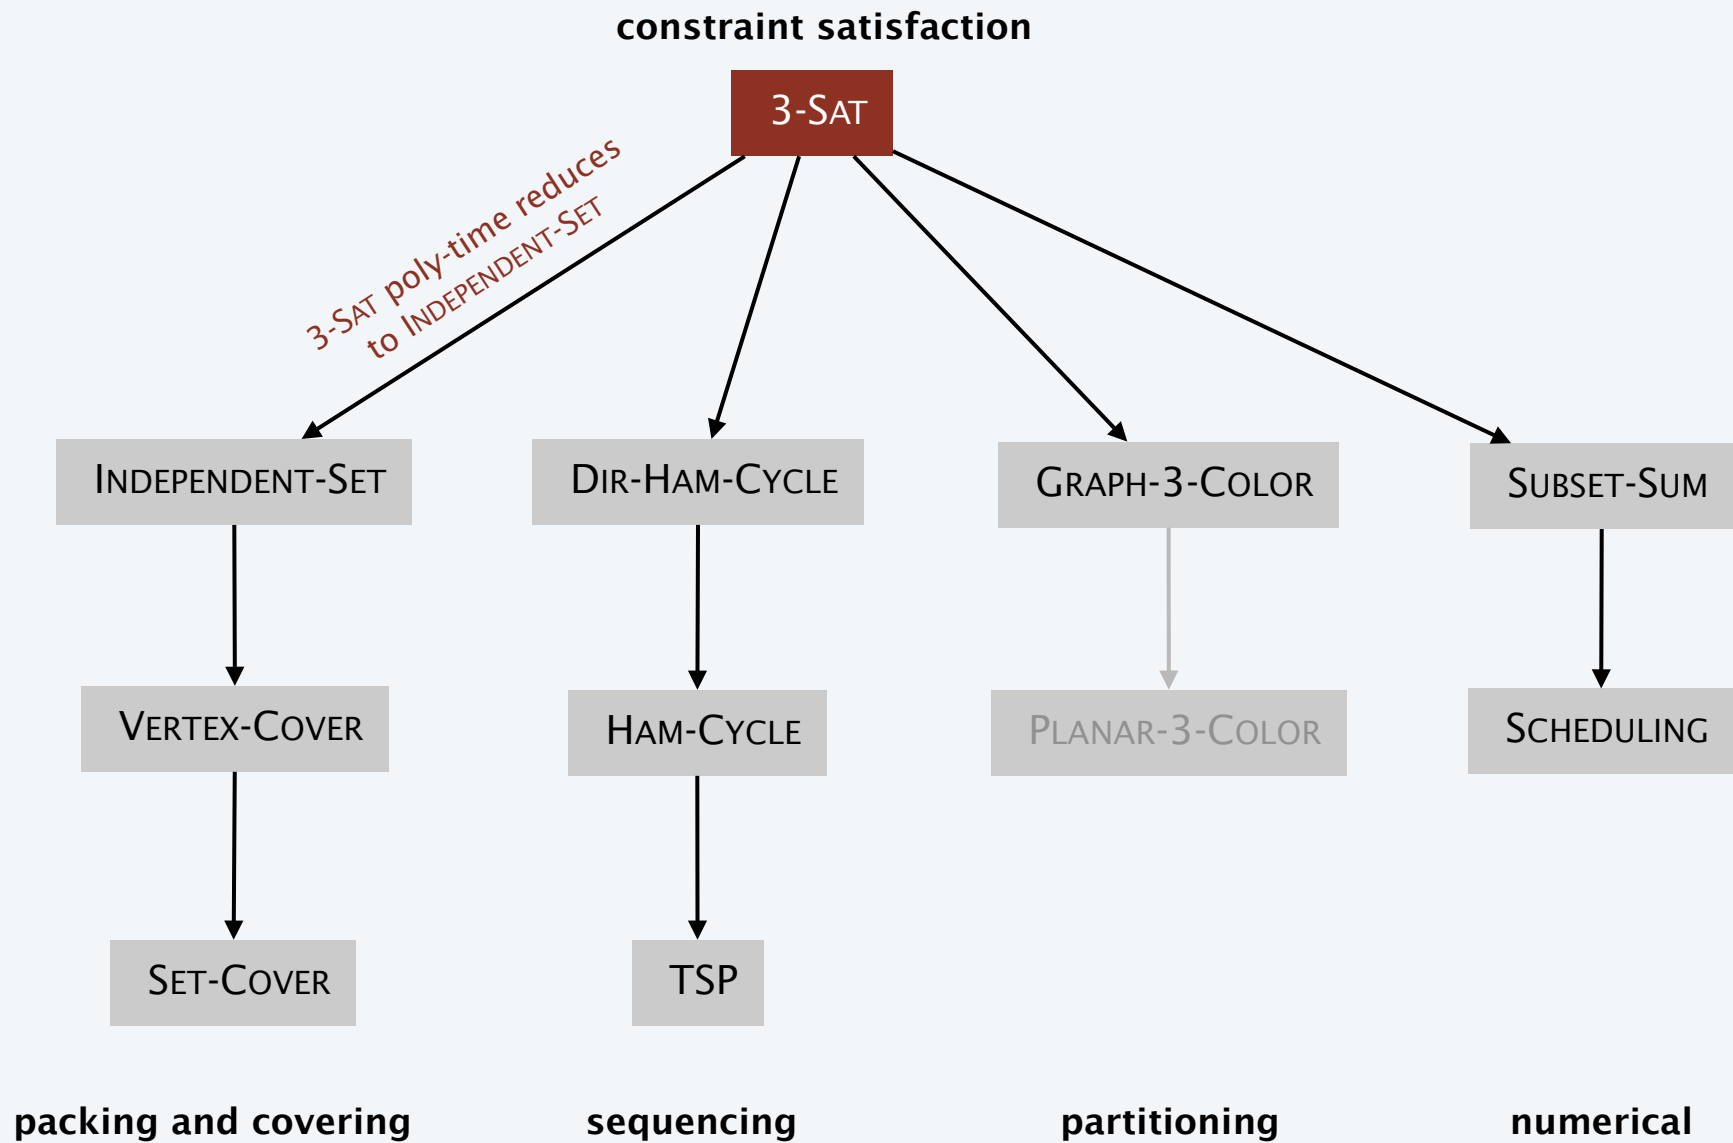 constraint satisfaction
3-SAT
3-SAT poly-time reduces
to INDEPENDENT-SET
INDEPENDENT-SET
DIR-HAM-CYCLE
GRAPH-3-COLOR
SUBSET-SUM
VERTEX-COVER
HAM-CYCLE
PLANAR-3-COLOR
SCHEDULING
SET-COVER
TSP
packing and covering
sequencing
partitioning
numerical